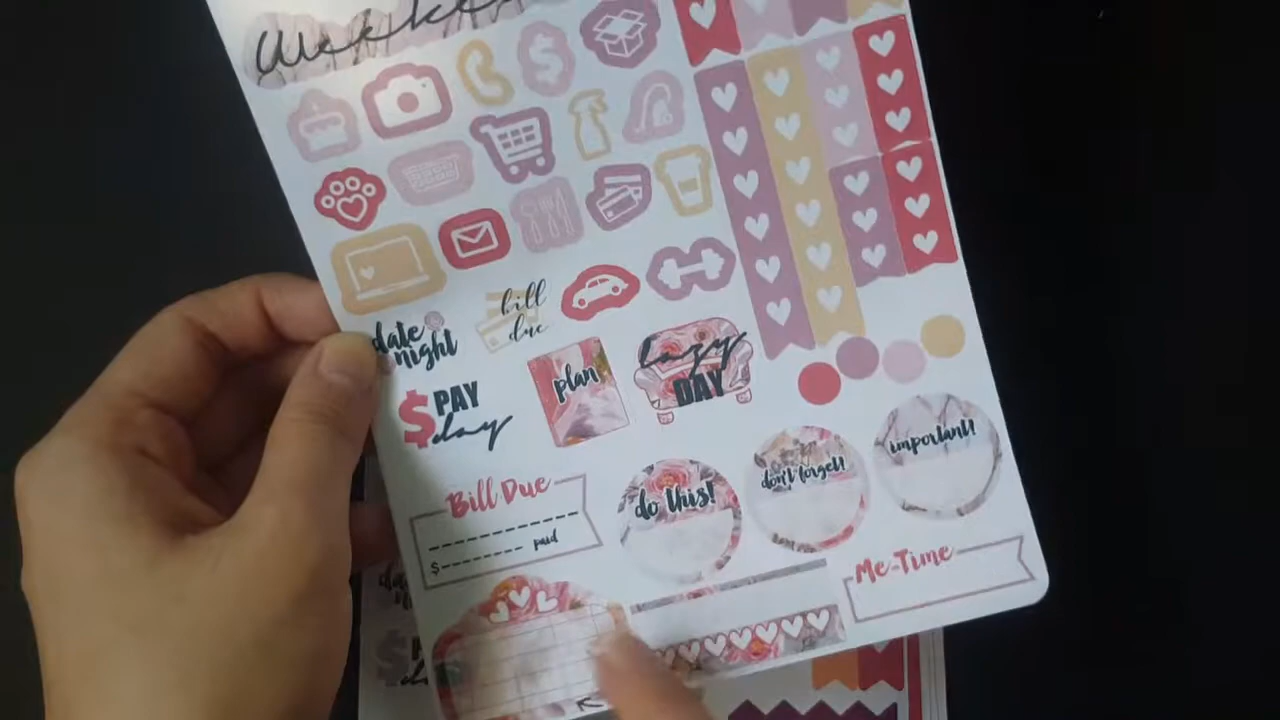 date night
bill due
$ PAY day
plan
lazy DAY
Bill Due
$ paid
do this!
don't forget!
important!
Me-Time